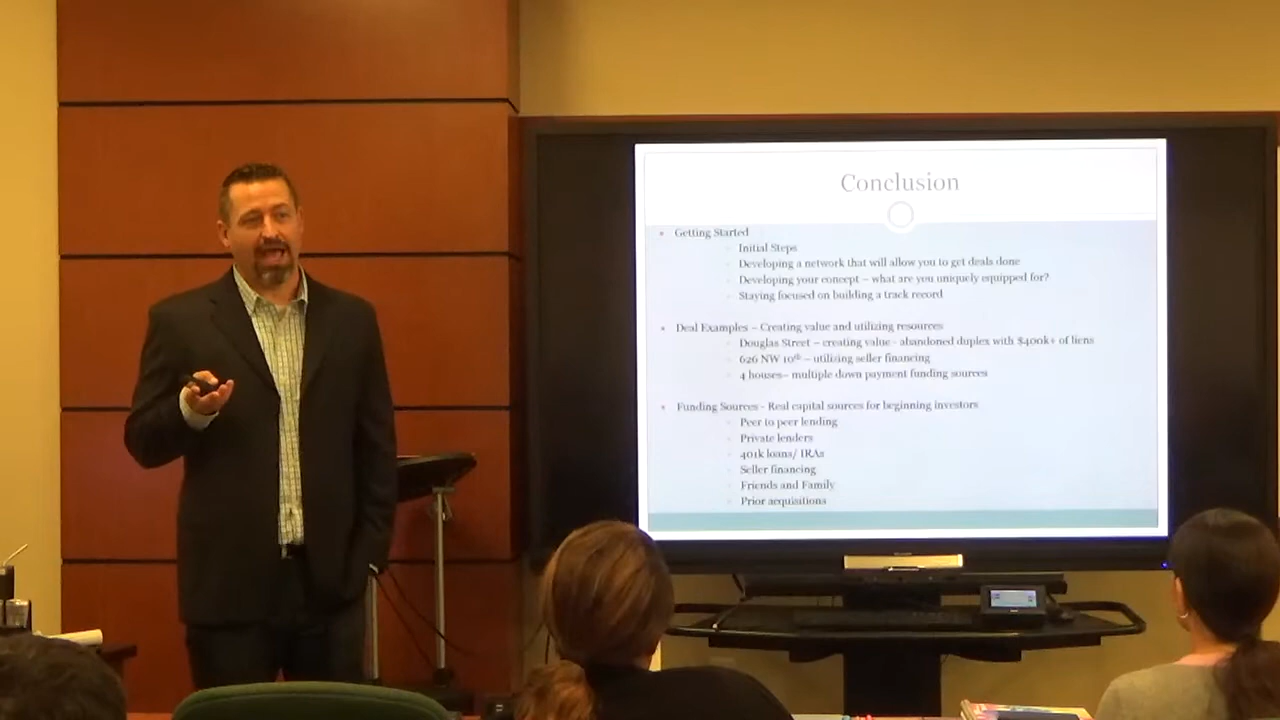 Conclusion
Getting Started
Initial Steps
Developing a network that will allow you to get deals done
Developing your concept – what are you uniquely equipped for?
Staying focused on building a track record
Deal Examples – Creating value and utilizing resources
Douglas Street – creating value - abandoned duplex with $400k+ of liens
626 NW 10th – utilizing seller financing
4 houses– multiple down payment funding sources
Funding Sources - Real capital sources for beginning investors
Peer to peer lending
Private lenders
401k loans/ IRAs
Seller financing
Friends and Family
Prior acquisitions